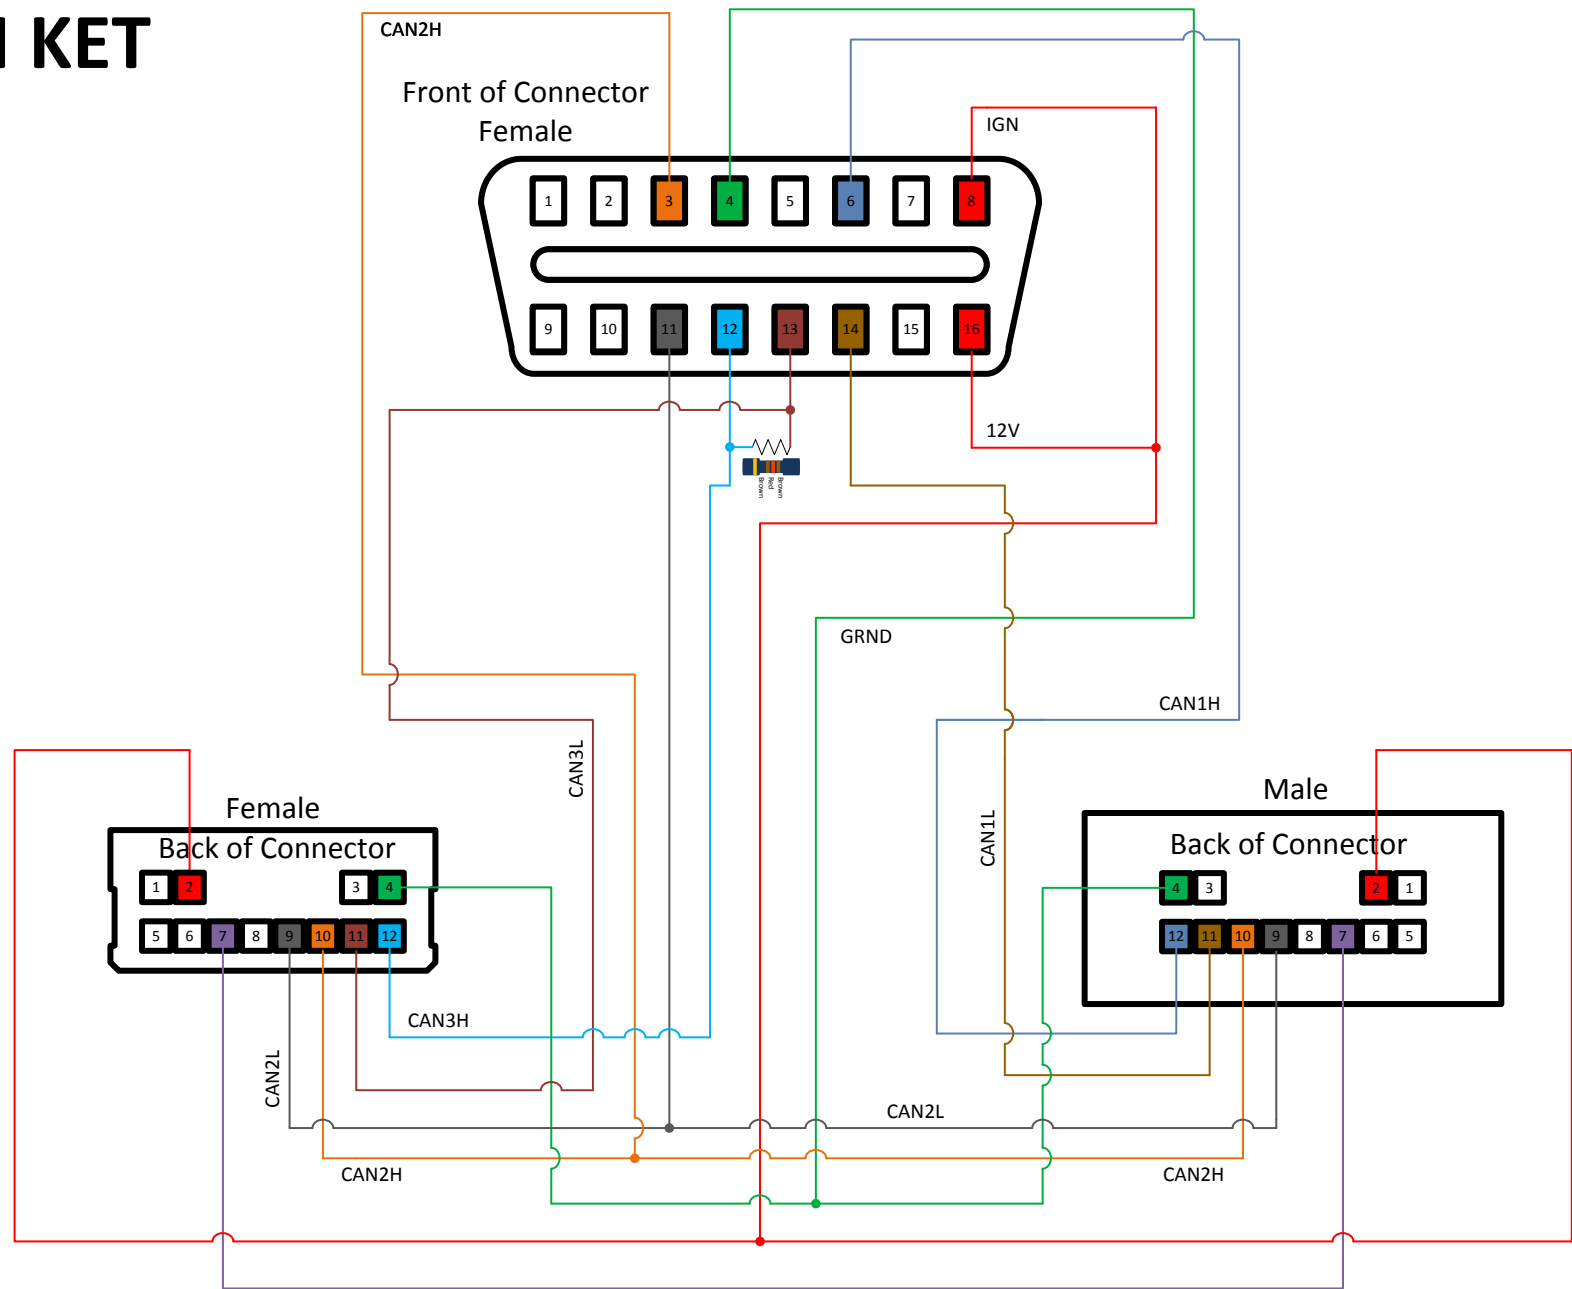 KET
CAN2H
Front of Connector
Female
IGN
1 2 3 4 5 6 7 8
9 10 11 12 13 14 15 16
12V
Brown
Red
Brown
GRND
CAN1H
CAN3L
CAN1L
Female
Back of Connector
1 2 3 4
5 6 7 8 9 10 11 12
Male
Back of Connector
4 3 2 1
12 11 10 9 8 7 6 5
CAN3H
CAN2L
CAN2L
CAN2H
CAN2H